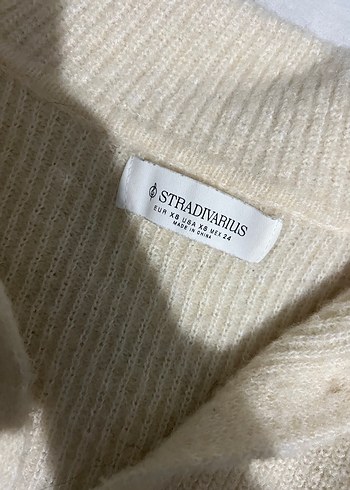 STRADIVARIUS
EUR XS USA XS MEX 24
MADE IN CHINA